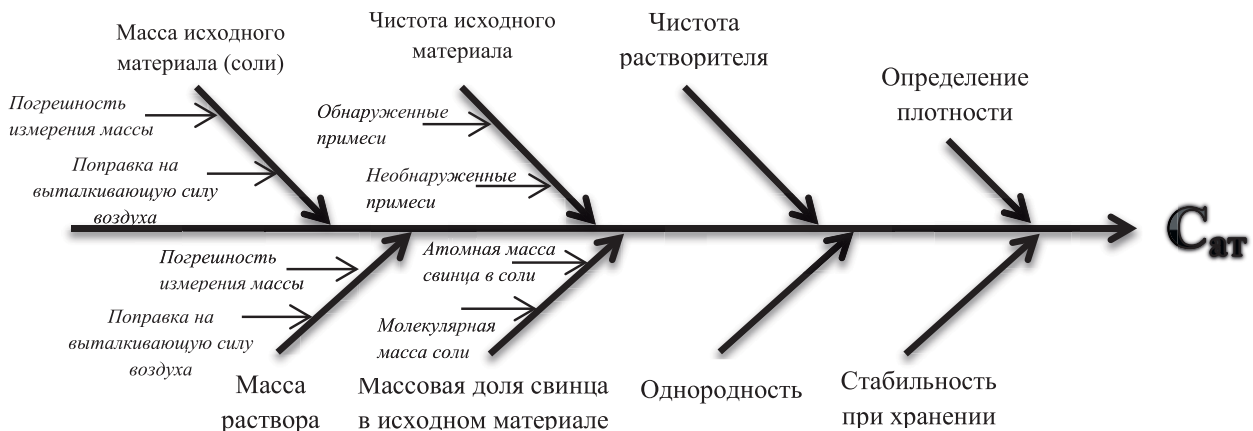 Масса исходного
материала (соли)
Чистота исходного
материала
Чистота
растворителя
Определение
плотности
Погрешность
измерения массы
Поправка на
выталкивающую силу
воздуха
Обнаруженные
примеси
Необнаруженные
примеси
Cат
Погрешность
измерения массы
Поправка на
выталкивающую силу
воздуха
Масса
раствора
Атомная масса
свинца в соли
Молекулярная
масса соли
Массовая доля свинца
в исходном материале
Однородность
Стабильность
при хранении